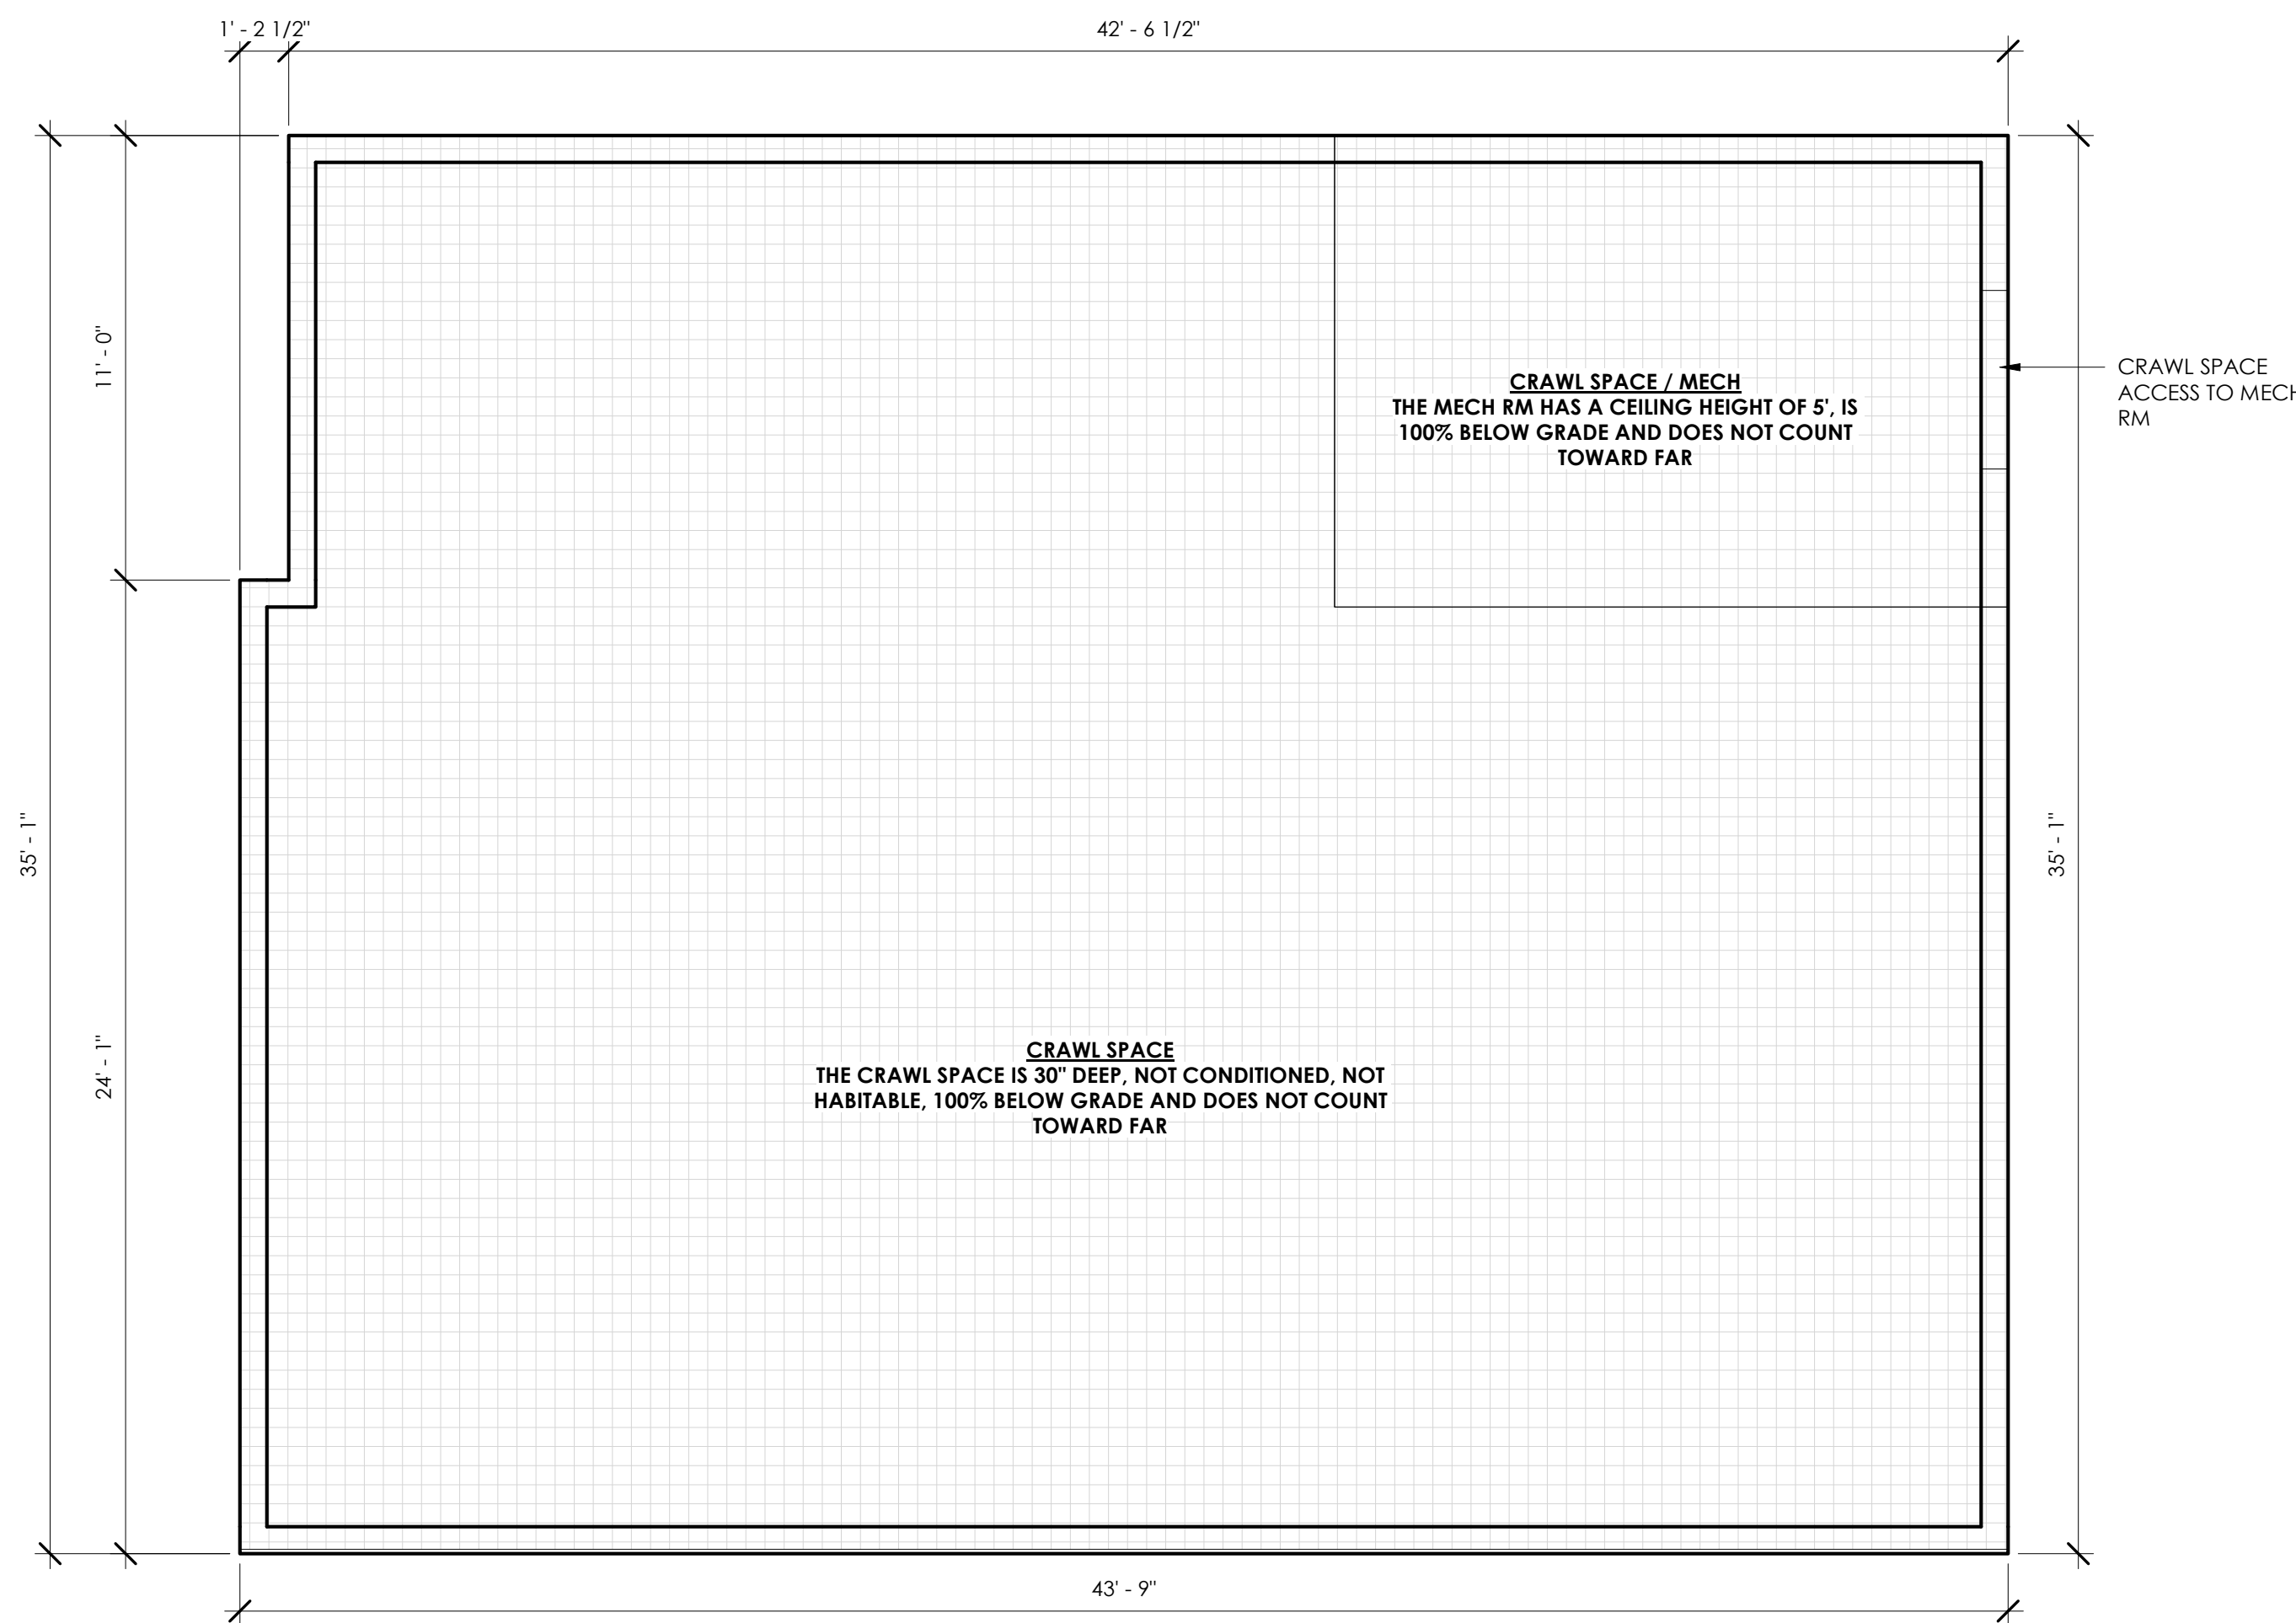 1' - 2 1/2"
42' - 6 1/2"
11' - 0"
CRAWL SPACE / MECH
THE MECH RM HAS A CEILING HEIGHT OF 5', IS
100% BELOW GRADE AND DOES NOT COUNT
TOWARD FAR
CRAWL SPACE
ACCESS TO MECH
RM
35' - 1"
35' - 1"
24' - 1"
CRAWL SPACE
THE CRAWL SPACE IS 30" DEEP, NOT CONDITIONED, NOT
HABITABLE, 100% BELOW GRADE AND DOES NOT COUNT
TOWARD FAR
43' - 9"